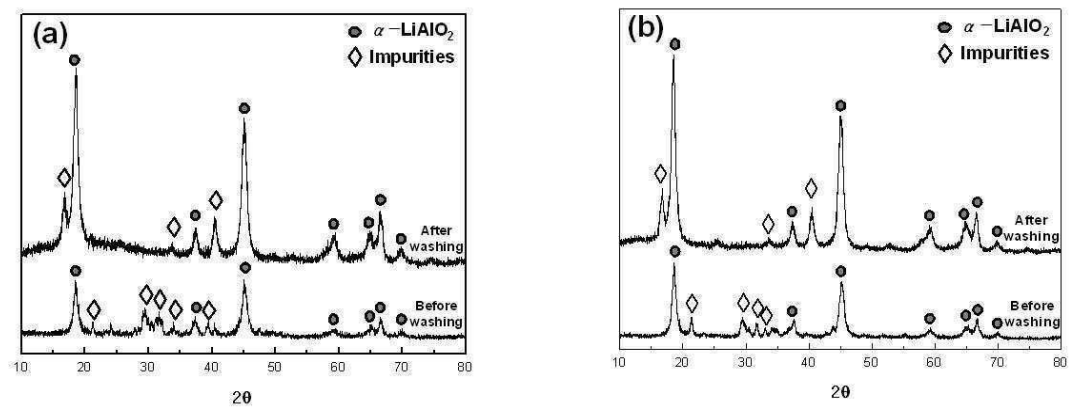 (a)
α－LiAlO₂
Impurities
After
washing
Before
washing
10 20 30 40 50 60 70 80
2θ
(b)
α－LiAlO₂
Impurities
After
washing
Before
washing
10 20 30 40 50 60 70 80
2θ